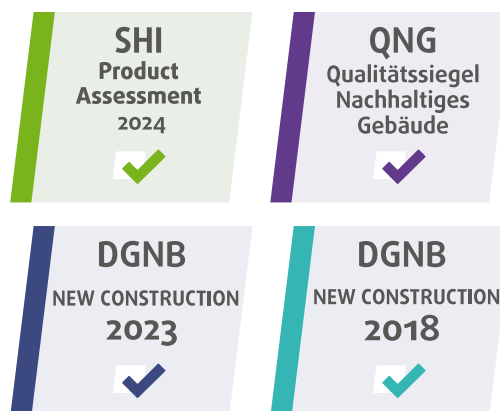 SHI
Product
Assessment
2024
QNG
Qualitätssiegel
Nachhaltiges
Gebäude
DGNB
NEW CONSTRUCTION
2023
DGNB
NEW CONSTRUCTION
2018